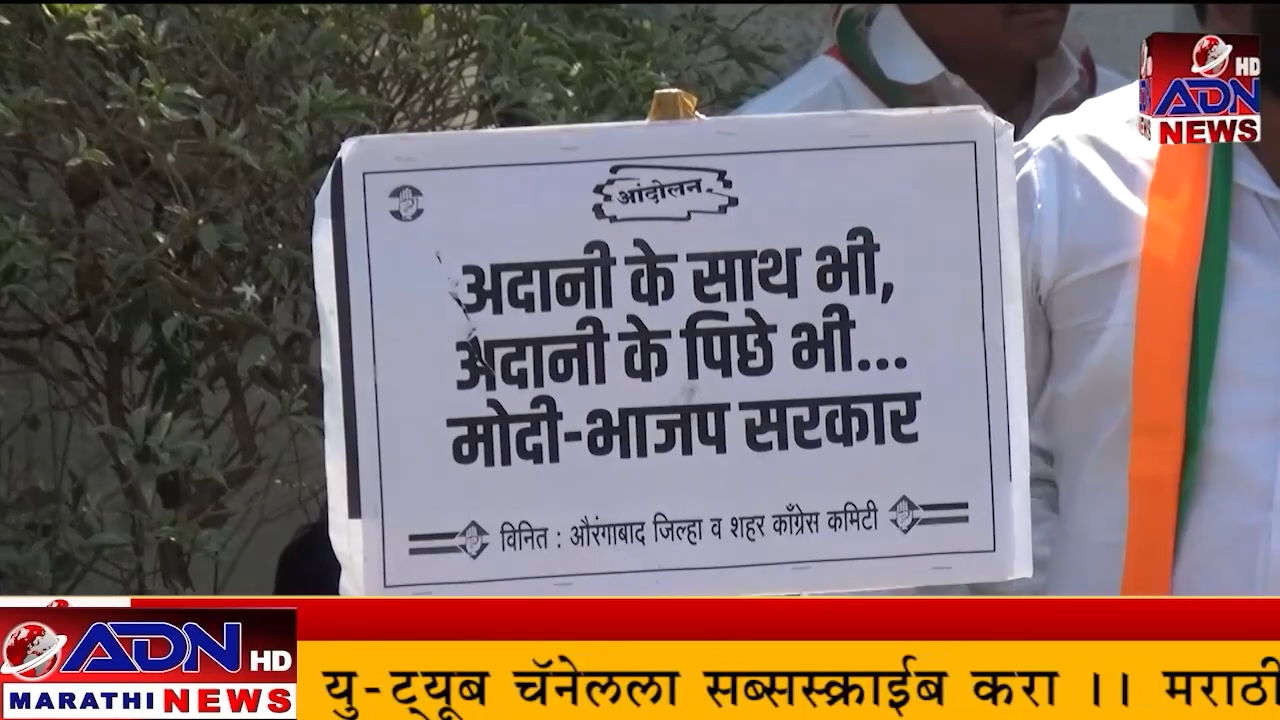 HD
ADN
NEWS
आंदोलन
अदानी के साथ भी,
अदानी के पिछे भी...
मोदी-भाजप सरकार
विनित : औरंगाबाद जिल्हा व शहर काँग्रेस कमिटी
ADN HD
MARATHI NEWS
यु-ट्यूब चॅनेलला सब्सस्क्राईब करा ।। मराठी